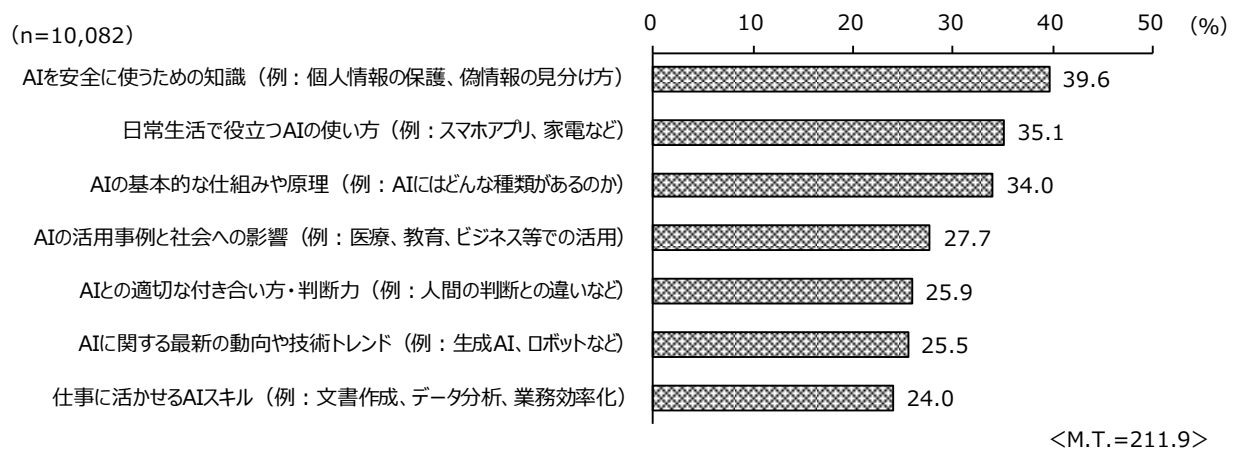 0 10 20 30 40 50 (%)
(n=10,082)
AIを安全に使うための知識（例：個人情報の保護、偽情報の見分け方） 39.6
日常生活で役立つAIの使い方（例：スマホアプリ、家電など） 35.1
AIの基本的な仕組みや原理（例：AIにはどんな種類があるのか） 34.0
AIの活用事例と社会への影響（例：医療、教育、ビジネス等での活用） 27.7
AIとの適切な付き合い方・判断力（例：人間の判断との違いなど） 25.9
AIに関する最新の動向や技術トレンド（例：生成AI、ロボットなど） 25.5
仕事に活かせるAIスキル（例：文書作成、データ分析、業務効率化） 24.0
＜M.T.=211.9＞